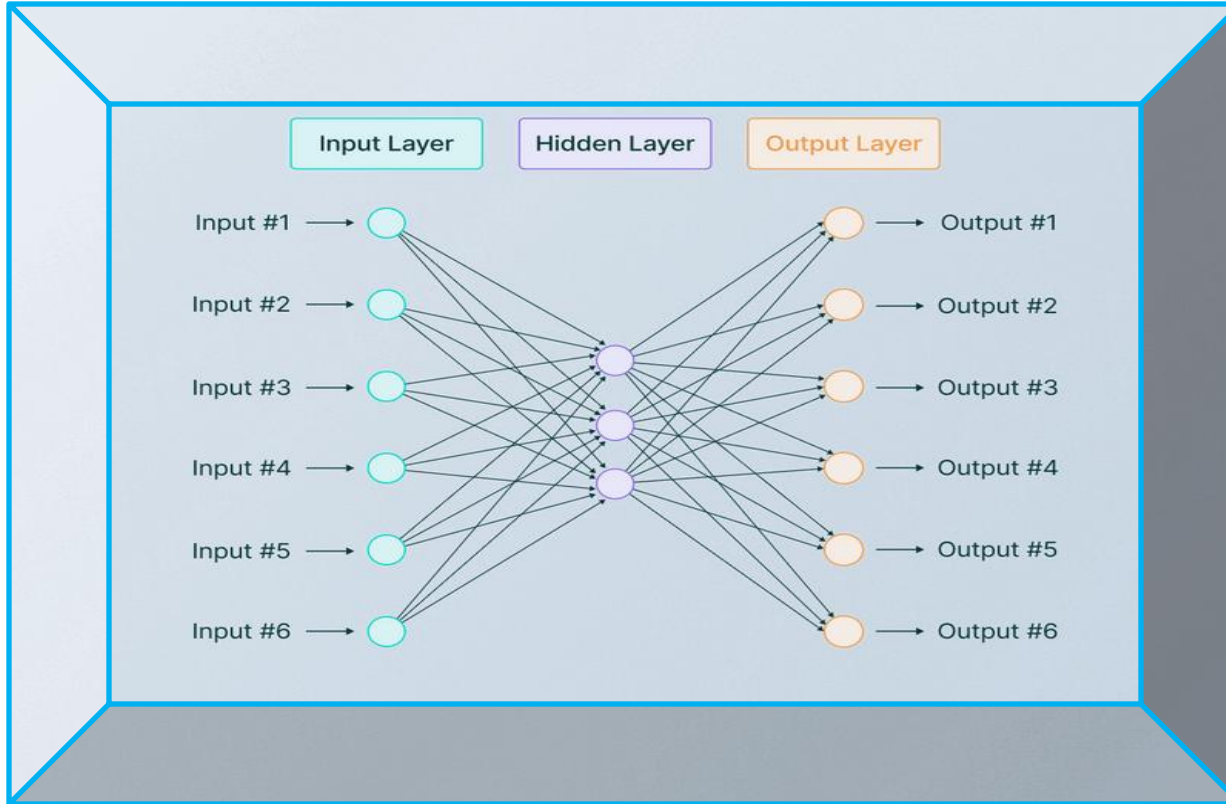 Input Layer
Hidden Layer
Output Layer
Input #1
Output #1
Input #2
Output #2
Input #3
Output #3
Input #4
Output #4
Input #5
Output #5
Input #6
Output #6